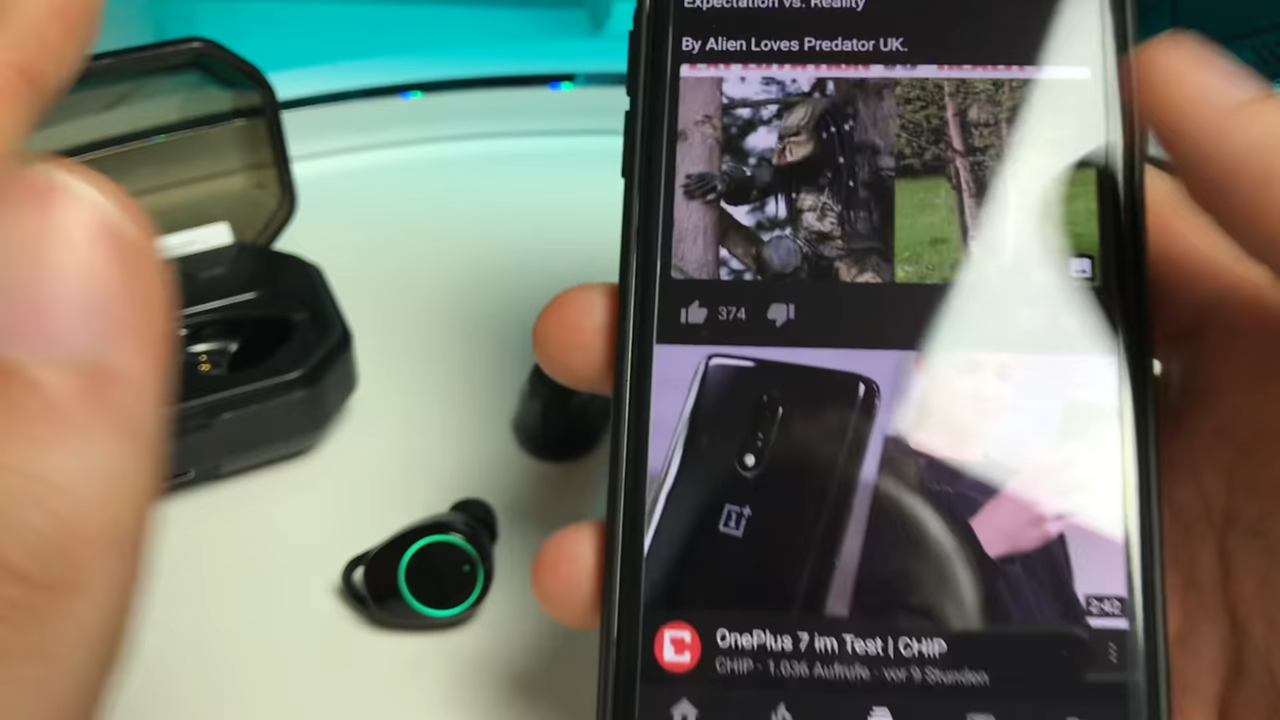 Expectation vs. Reality
By Alien Loves Predator UK.
374
2:42
OnePlus 7 im Test | CHIP
CHIP · 1.036 Aufrufe · vor 9 Stunden